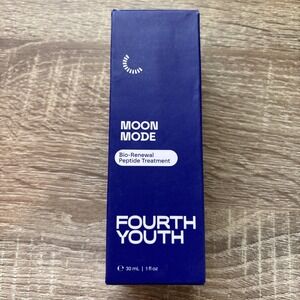 MOON
MODE
Bio-Renewal
Peptide Treatment
FOURTH
YOUTH
℮ 30 mL | 1 fl oz